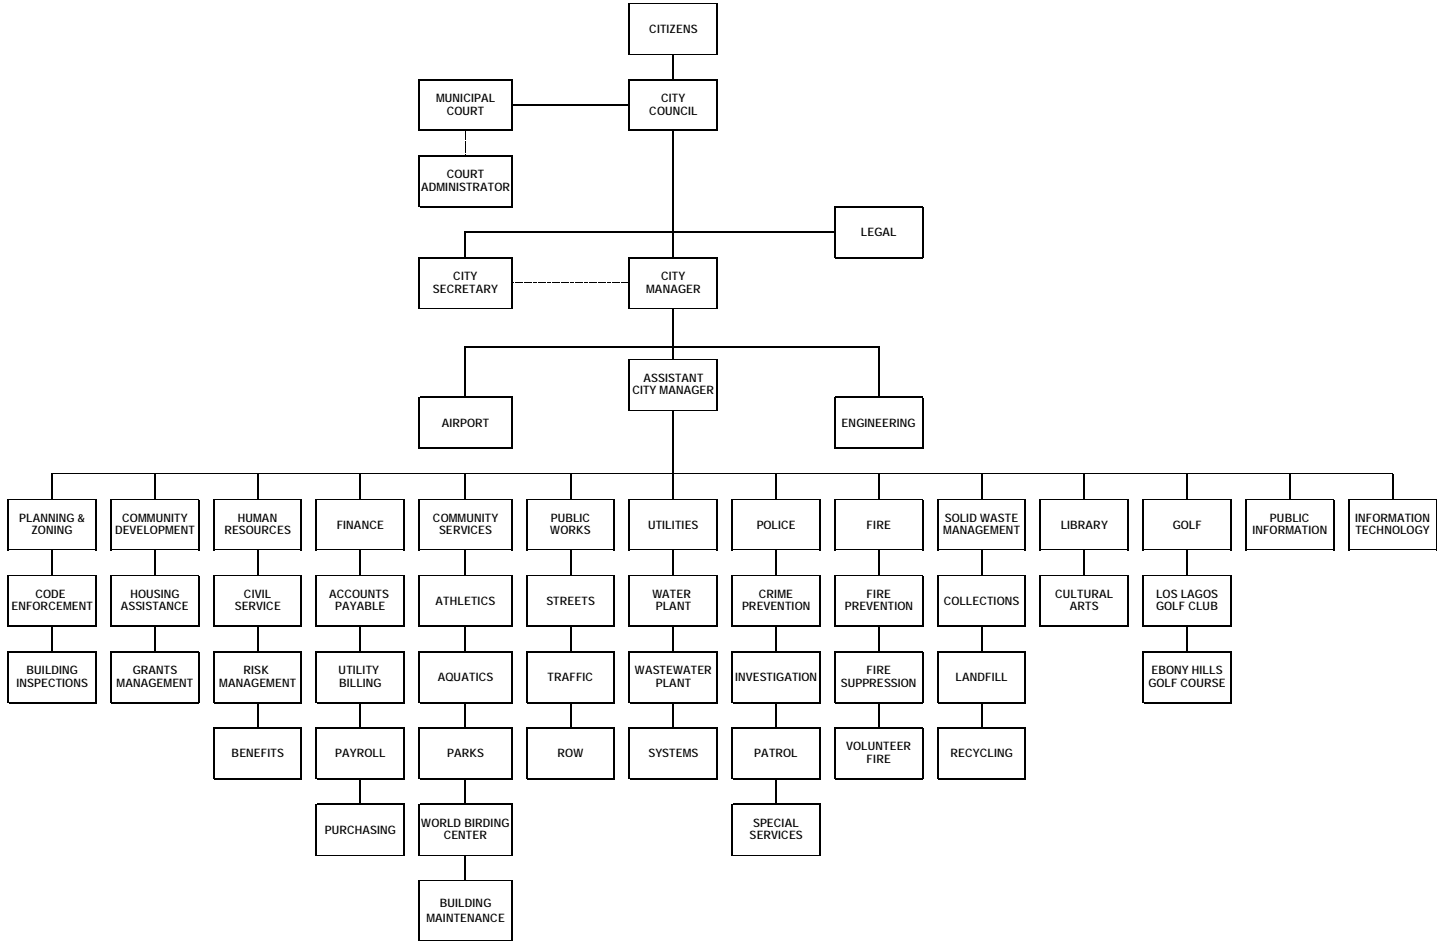 CITIZENS
MUNICIPAL
COURT
CITY
COUNCIL
COURT
ADMINISTRATOR
LEGAL
CITY
SECRETARY
CITY
MANAGER
ASSISTANT
CITY MANAGER
AIRPORT
ENGINEERING
PLANNING &
ZONING
COMMUNITY
DEVELOPMENT
HUMAN
RESOURCES
FINANCE
COMMUNITY
SERVICES
PUBLIC
WORKS
UTILITIES
POLICE
FIRE
SOLID WASTE
MANAGEMENT
LIBRARY
GOLF
PUBLIC
INFORMATION
INFORMATION
TECHNOLOGY
CODE
ENFORCEMENT
HOUSING
ASSISTANCE
CIVIL
SERVICE
ACCOUNTS
PAYABLE
ATHLETICS
STREETS
WATER
PLANT
CRIME
PREVENTION
FIRE
PREVENTION
COLLECTIONS
CULTURAL
ARTS
LOS LAGOS
GOLF CLUB
BUILDING
INSPECTIONS
GRANTS
MANAGEMENT
RISK
MANAGEMENT
UTILITY
BILLING
AQUATICS
TRAFFIC
WASTEWATER
PLANT
INVESTIGATION
FIRE
SUPPRESSION
LANDFILL
EBONY HILLS
GOLF COURSE
BENEFITS
PAYROLL
PARKS
ROW
SYSTEMS
PATROL
VOLUNTEER
FIRE
RECYCLING
PURCHASING
WORLD BIRDING
CENTER
SPECIAL
SERVICES
BUILDING
MAINTENANCE